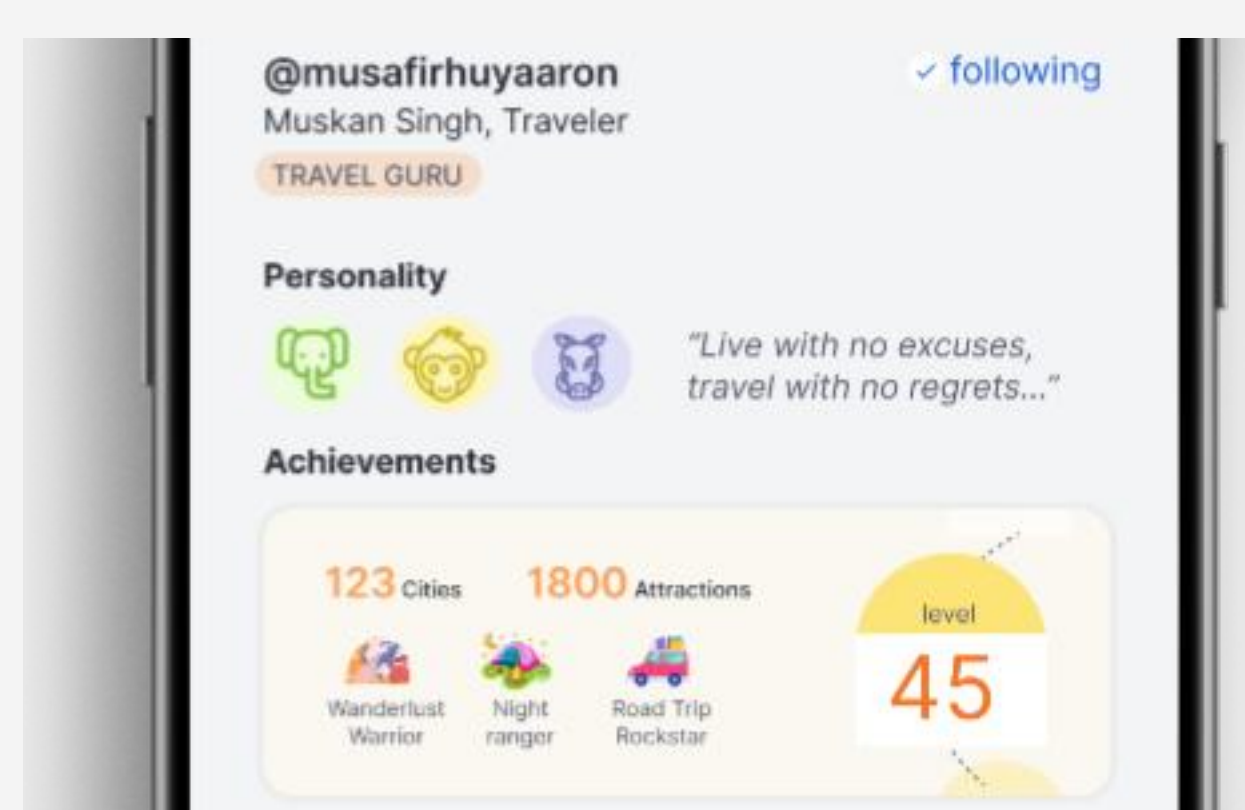 @musafirhuyaaron
✓ following
Muskan Singh, Traveler
TRAVEL GURU
Personality
“Live with no excuses,
travel with no regrets...”
Achievements
123 Cities
1800 Attractions
level
45
Wanderlust
Warrior
Night
ranger
Road Trip
Rockstar